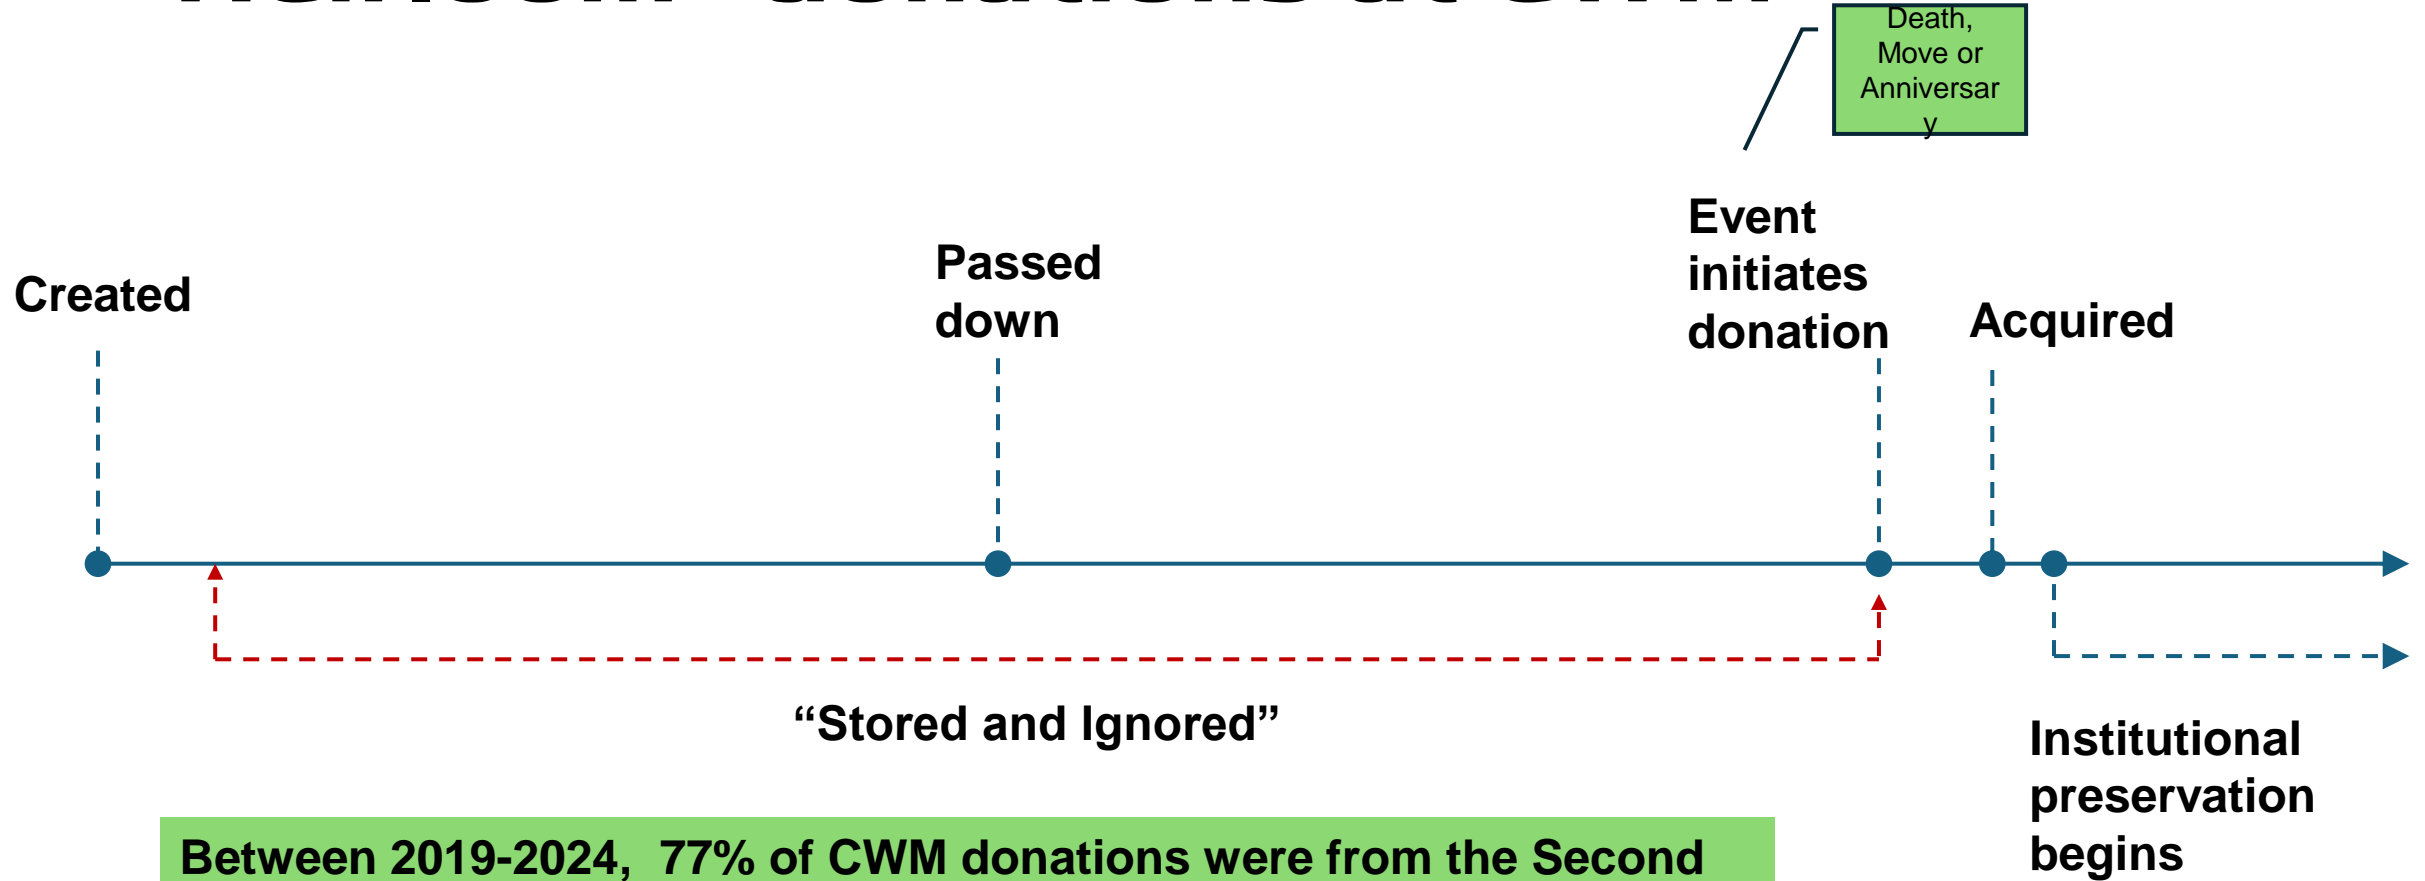 Death,
Move or
Anniversar
y
Event
initiates
donation
Passed
down
Created
Acquired
“Stored and Ignored”
Institutional
preservation
begins
Between 2019-2024,  77% of CWM donations were from the Second